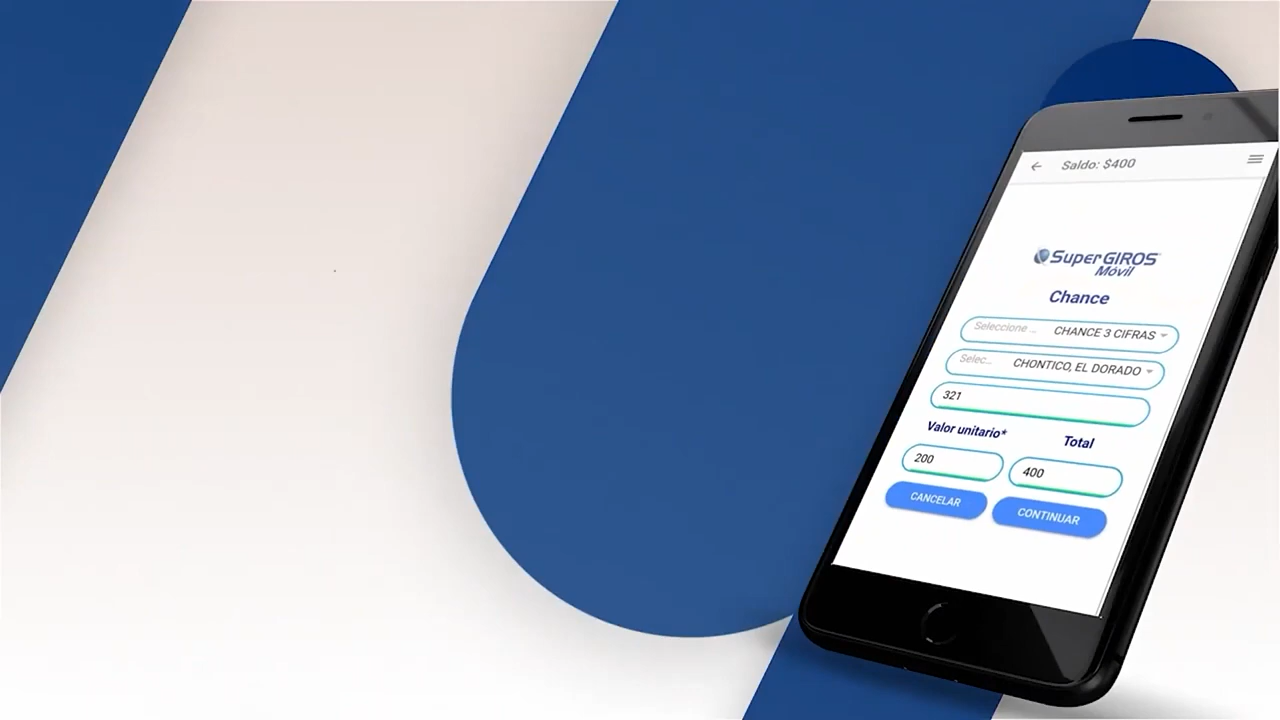 Saldo: $400
SuperGIROS
Móvil
Chance
Seleccione ... CHANCE 3 CIFRAS
Selec... CHONTICO, EL DORADO
321
Valor unitario* Total
200 400
CANCELAR CONTINUAR